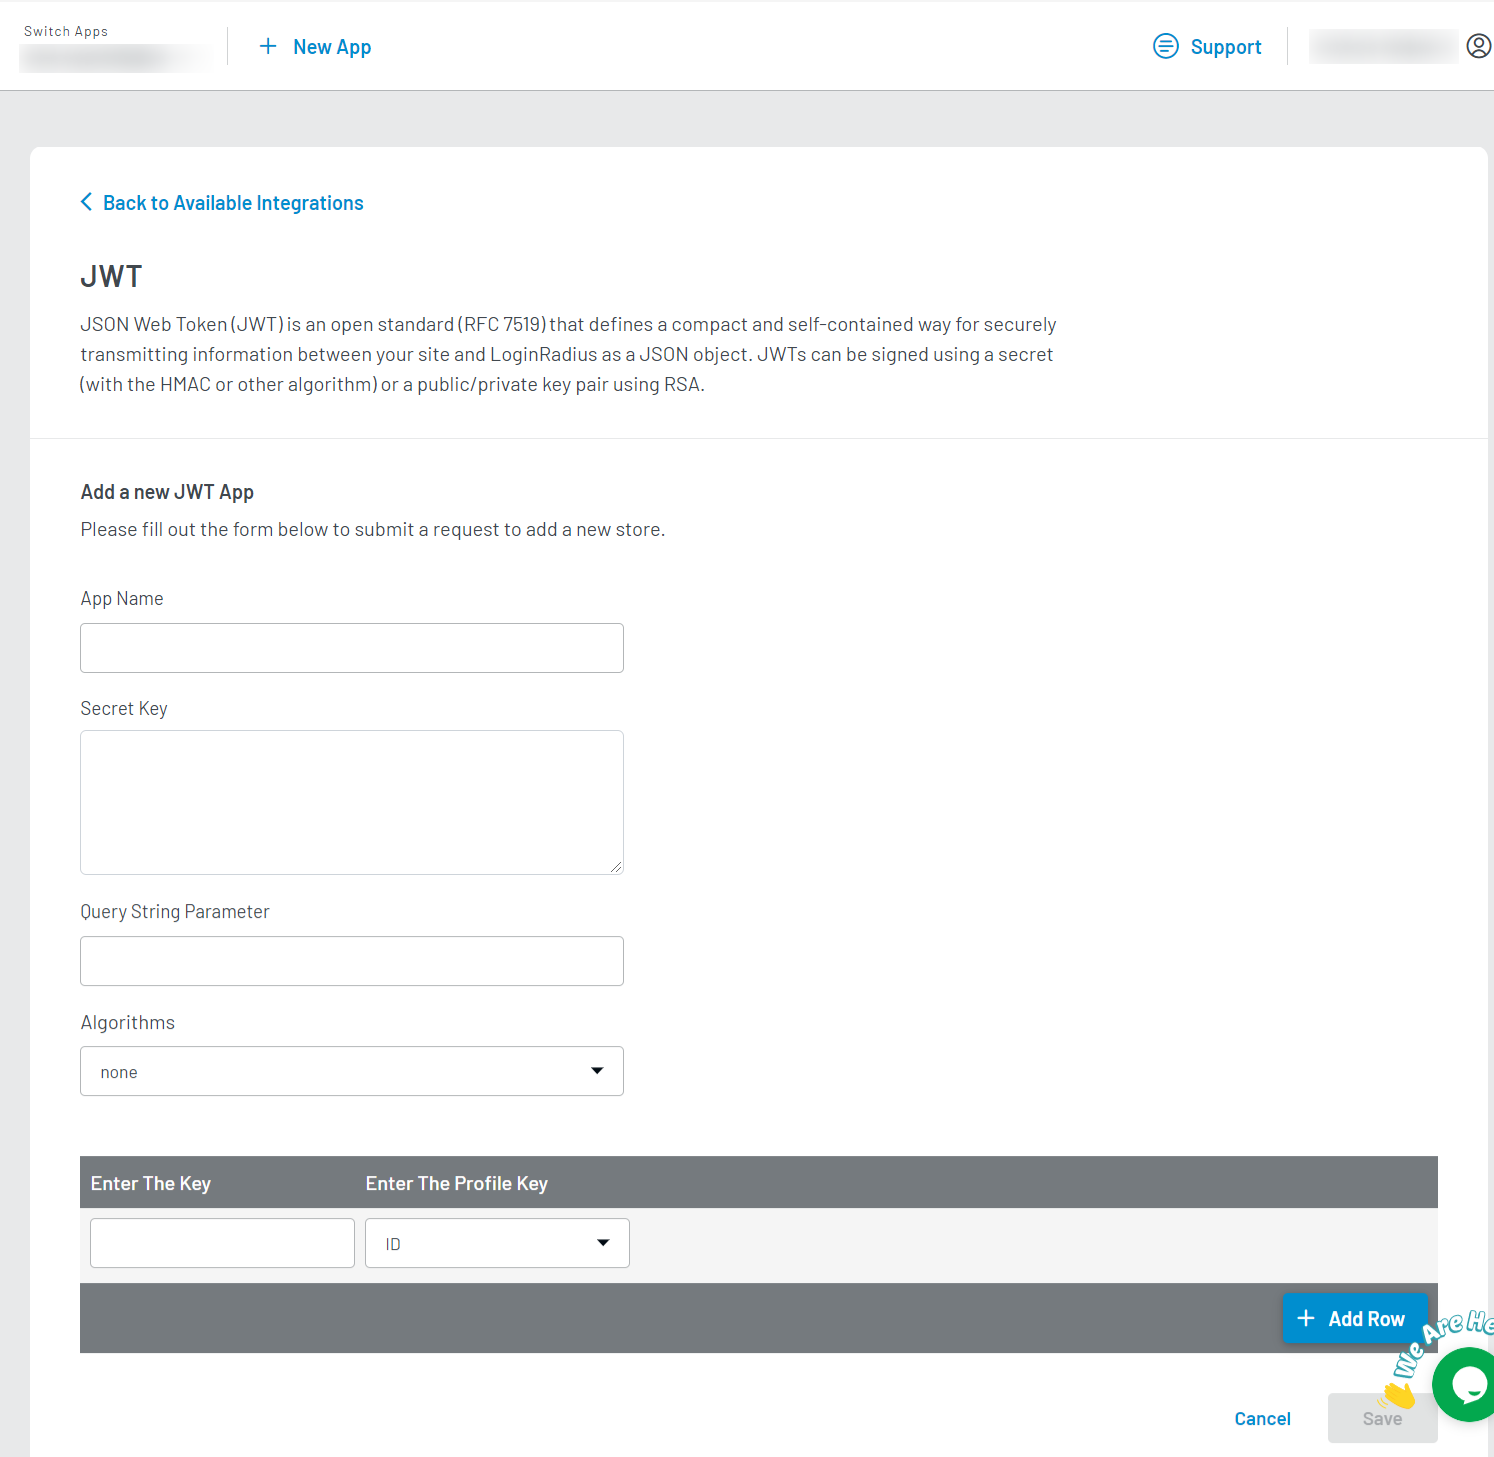 Switch Apps
New App
Support
Back to Available Integrations
JWT
JSON Web Token (JWT) is an open standard (RFC 7519) that defines a compact and self-contained way for securely
transmitting information between your site and LoginRadius as a JSON object. JWTs can be signed using a secret
(with the HMAC or other algorithm) or a public/private key pair using RSA.
Add a new JWT App
Please fill out the form below to submit a request to add a new store.
App Name
Secret Key
Query String Parameter
Algorithms
none
Enter The Key Enter The Profile Key
ID
Add Row
We Are He
Cancel
Save